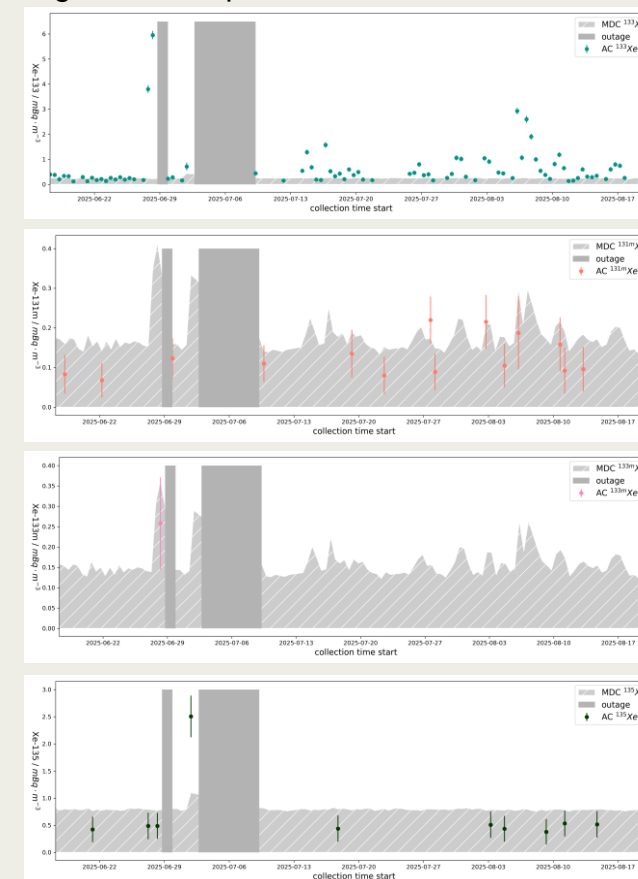 MDC ¹³³X
outage
AC ¹³³Xe
Xe-133 / mBq · m⁻³
6
5
4
3
2
1
0
2025-06-22 2025-06-29 2025-07-06 2025-07-13 2025-07-20 2025-07-27 2025-08-03 2025-08-10 2025-08-17
collection time start
MDC ¹³¹ᵐX
outage
AC ¹³¹ᵐXe
Xe-131m / mBq · m⁻³
0.4
0.3
0.2
0.1
0.0
2025-06-22 2025-06-29 2025-07-06 2025-07-13 2025-07-20 2025-07-27 2025-08-03 2025-08-10 2025-08-17
collection time start
MDC ¹³³ᵐX
outage
AC ¹³³ᵐXe
Xe-133m / mBq · m⁻³
0.40
0.35
0.30
0.25
0.20
0.15
0.10
0.05
0.00
2025-06-22 2025-06-29 2025-07-06 2025-07-13 2025-07-20 2025-07-27 2025-08-03 2025-08-10 2025-08-17
collection time start
MDC ¹³⁵X
outage
AC ¹³⁵Xe
Xe-135 / mBq · m⁻³
3.0
2.5
2.0
1.5
1.0
0.5
0.0
2025-06-22 2025-06-29 2025-07-06 2025-07-13 2025-07-20 2025-07-27 2025-08-03 2025-08-10 2025-08-17
collection time start